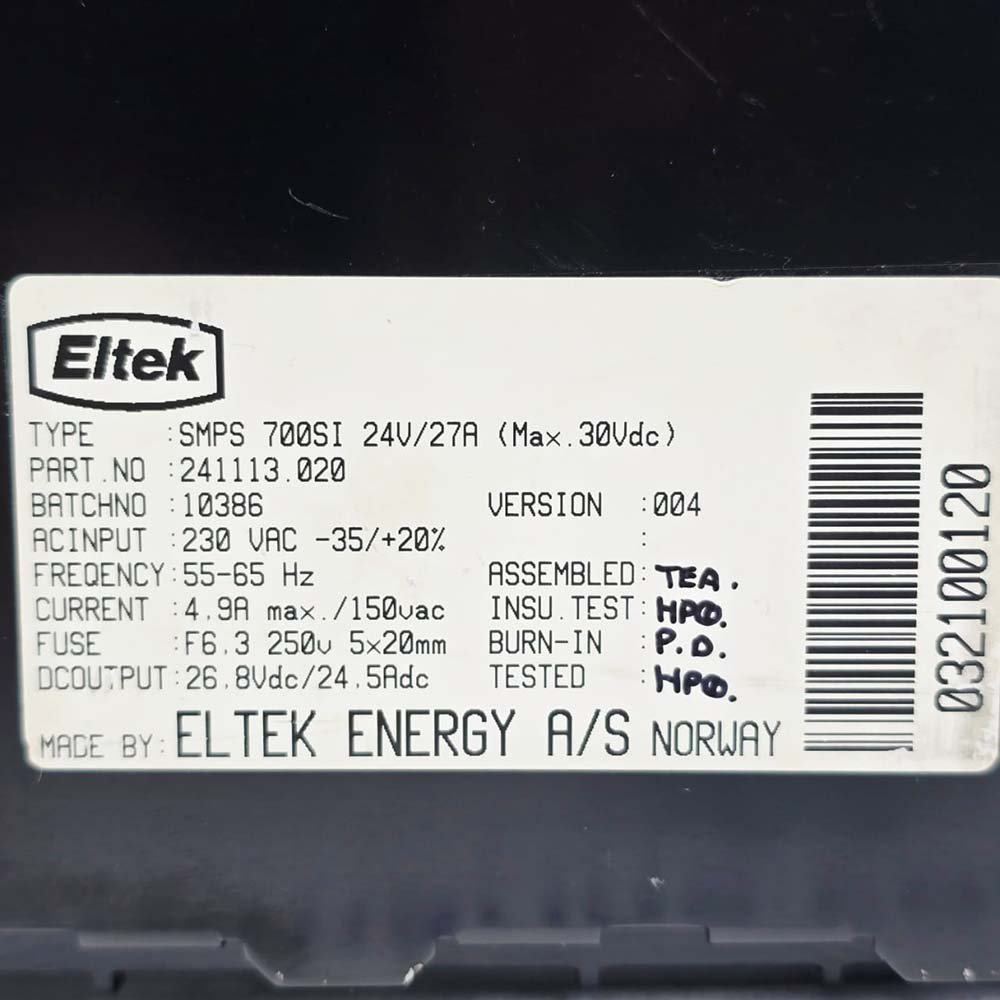 Eltek
TYPE :SMPS 700SI 24V/27A (Max.30Vdc)
PART.NO :241113.020
BATCHNO :10386 VERSION :004
ACINPUT :230 VAC -35/+20% :
FREQENCY:55-65 Hz ASSEMBLED:TEA.
CURRENT :4.9A max./150vac INSU.TEST:HPØ.
FUSE :F6.3 250v 5x20mm BURN-IN :P.D.
DCOUTPUT:26.8Vdc/24.5Adc TESTED :HPØ.
MADE BY:ELTEK ENERGY A/S NORWAY
032100120